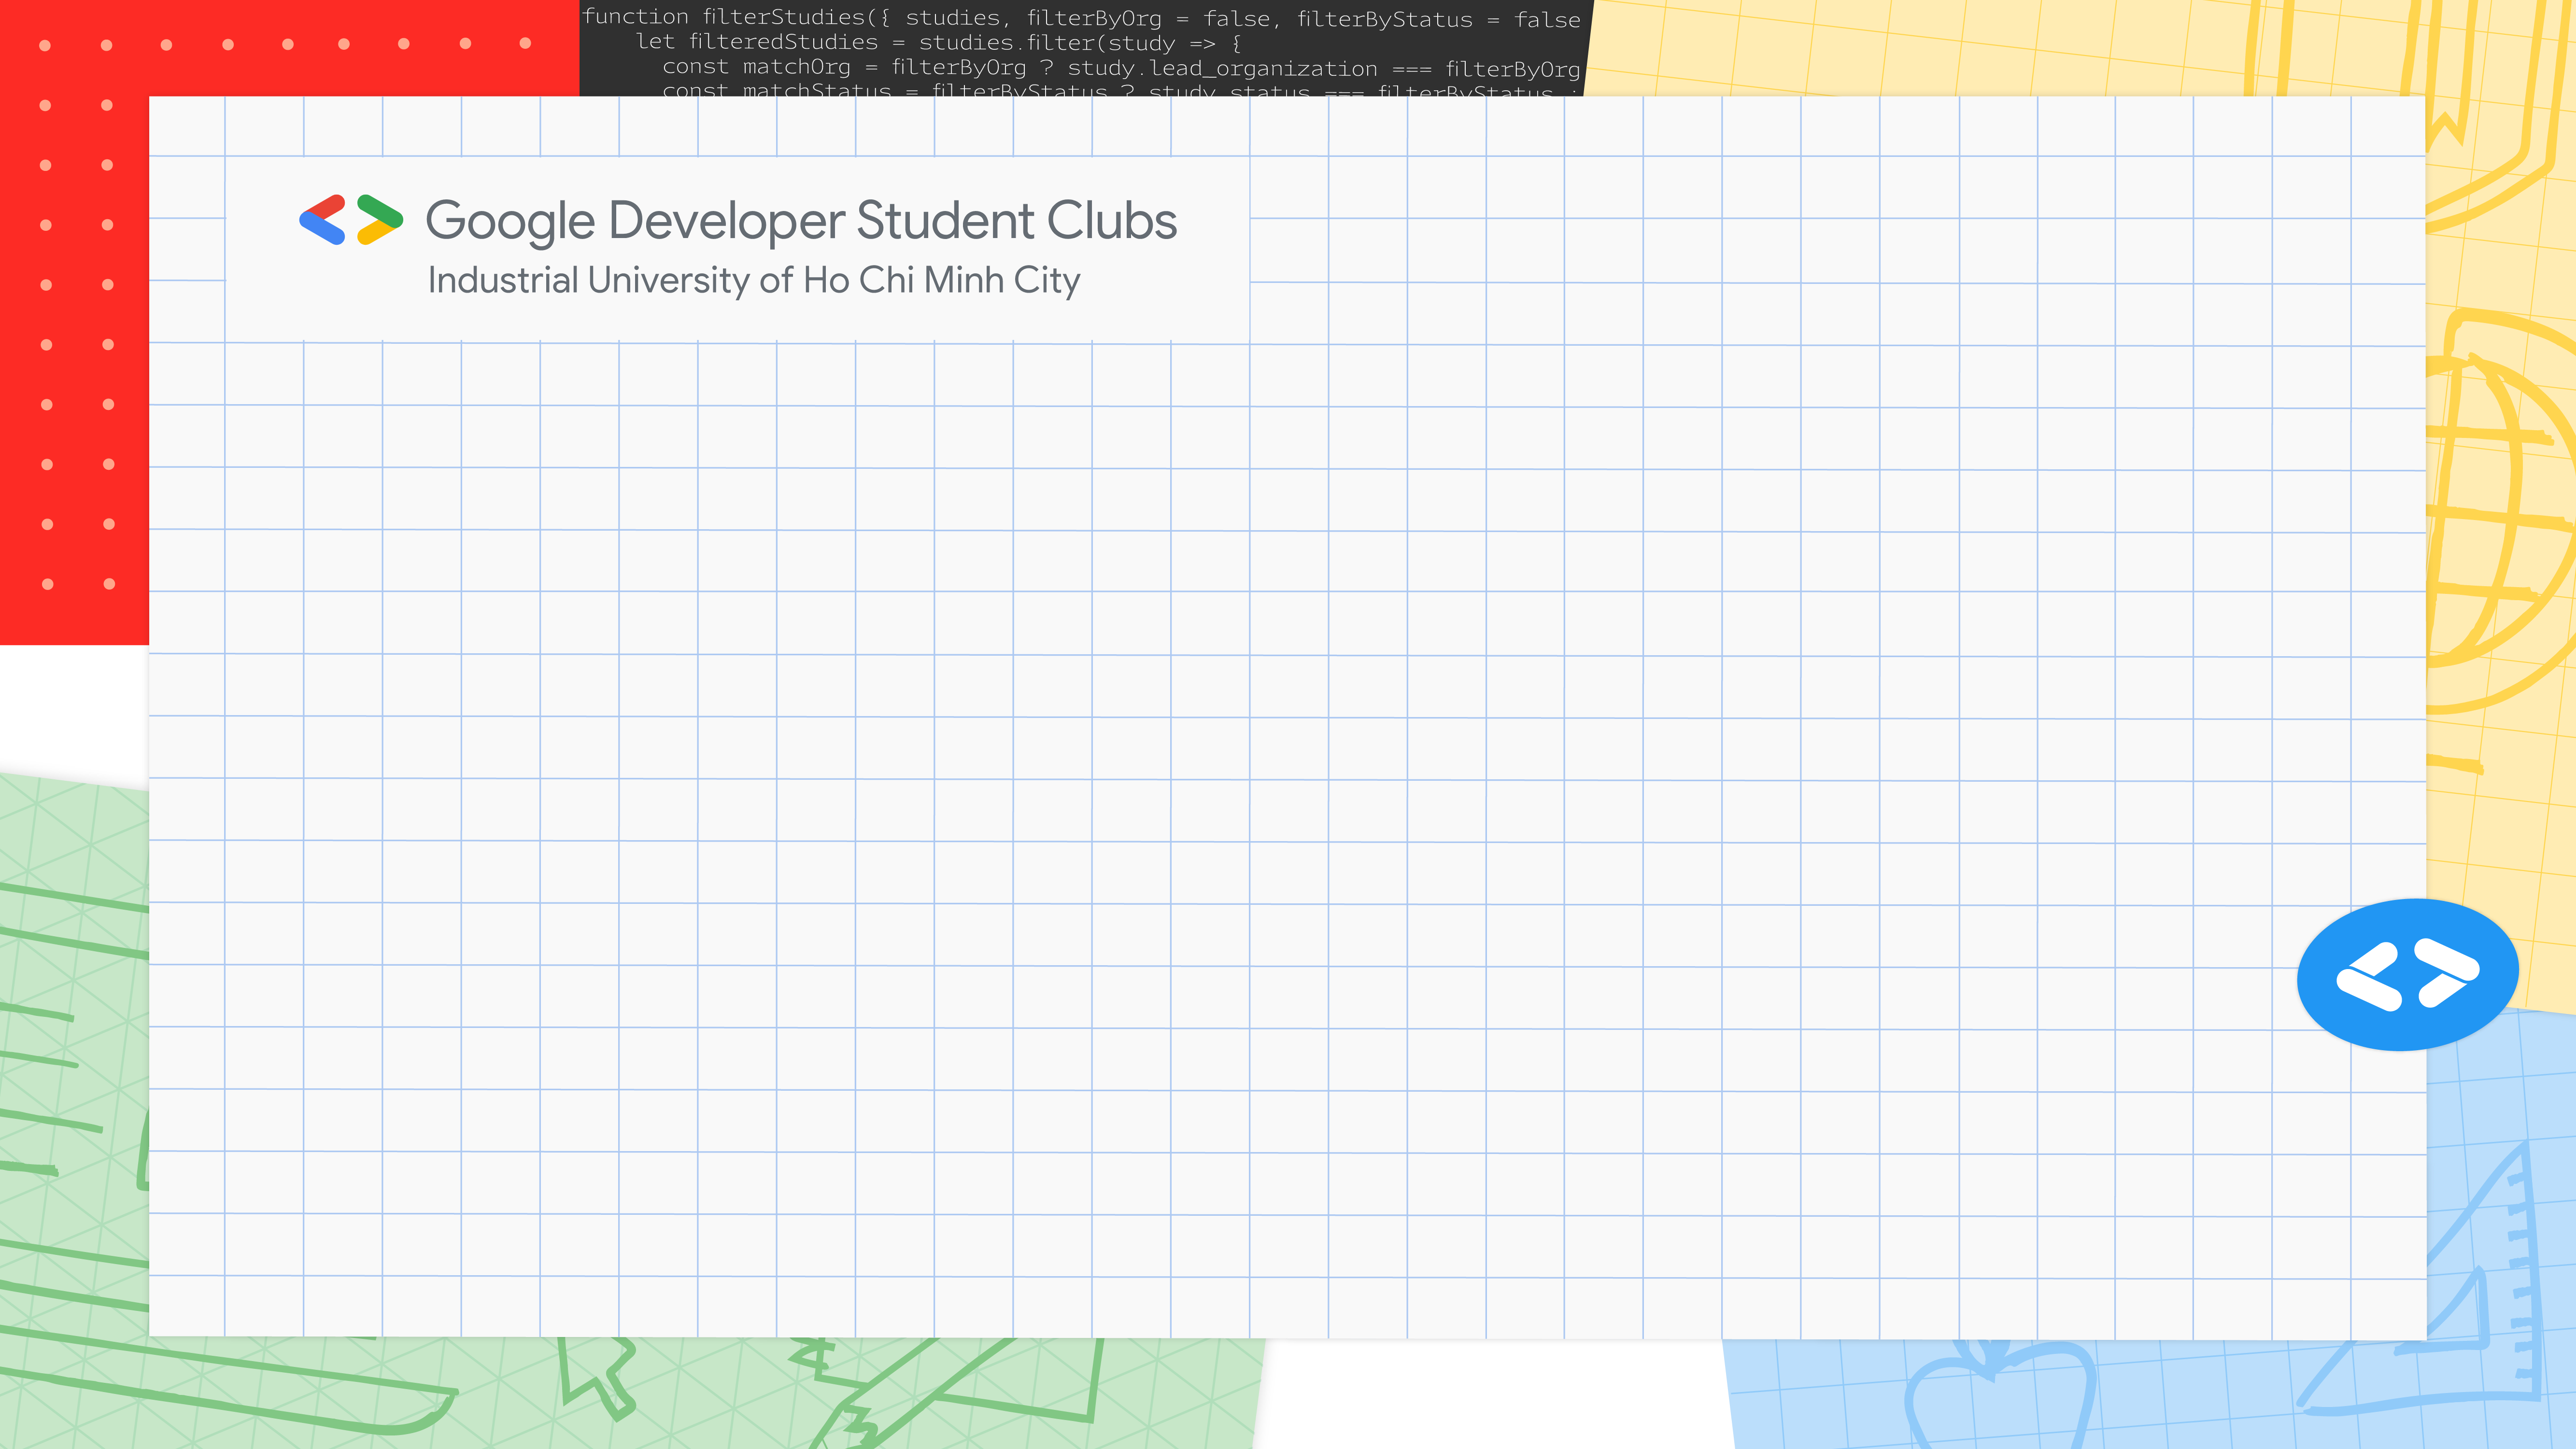 function filterStudies({ studies, filterByOrg = false, filterByStatus = false
let filteredStudies = studies.filter(study => {
const matchOrg = filterByOrg ? study.lead_organization === filterByOrg
const matchStatus = filterByStatus ? study.status === filterByStatus :
Google Developer Student Clubs
Industrial University of Ho Chi Minh City